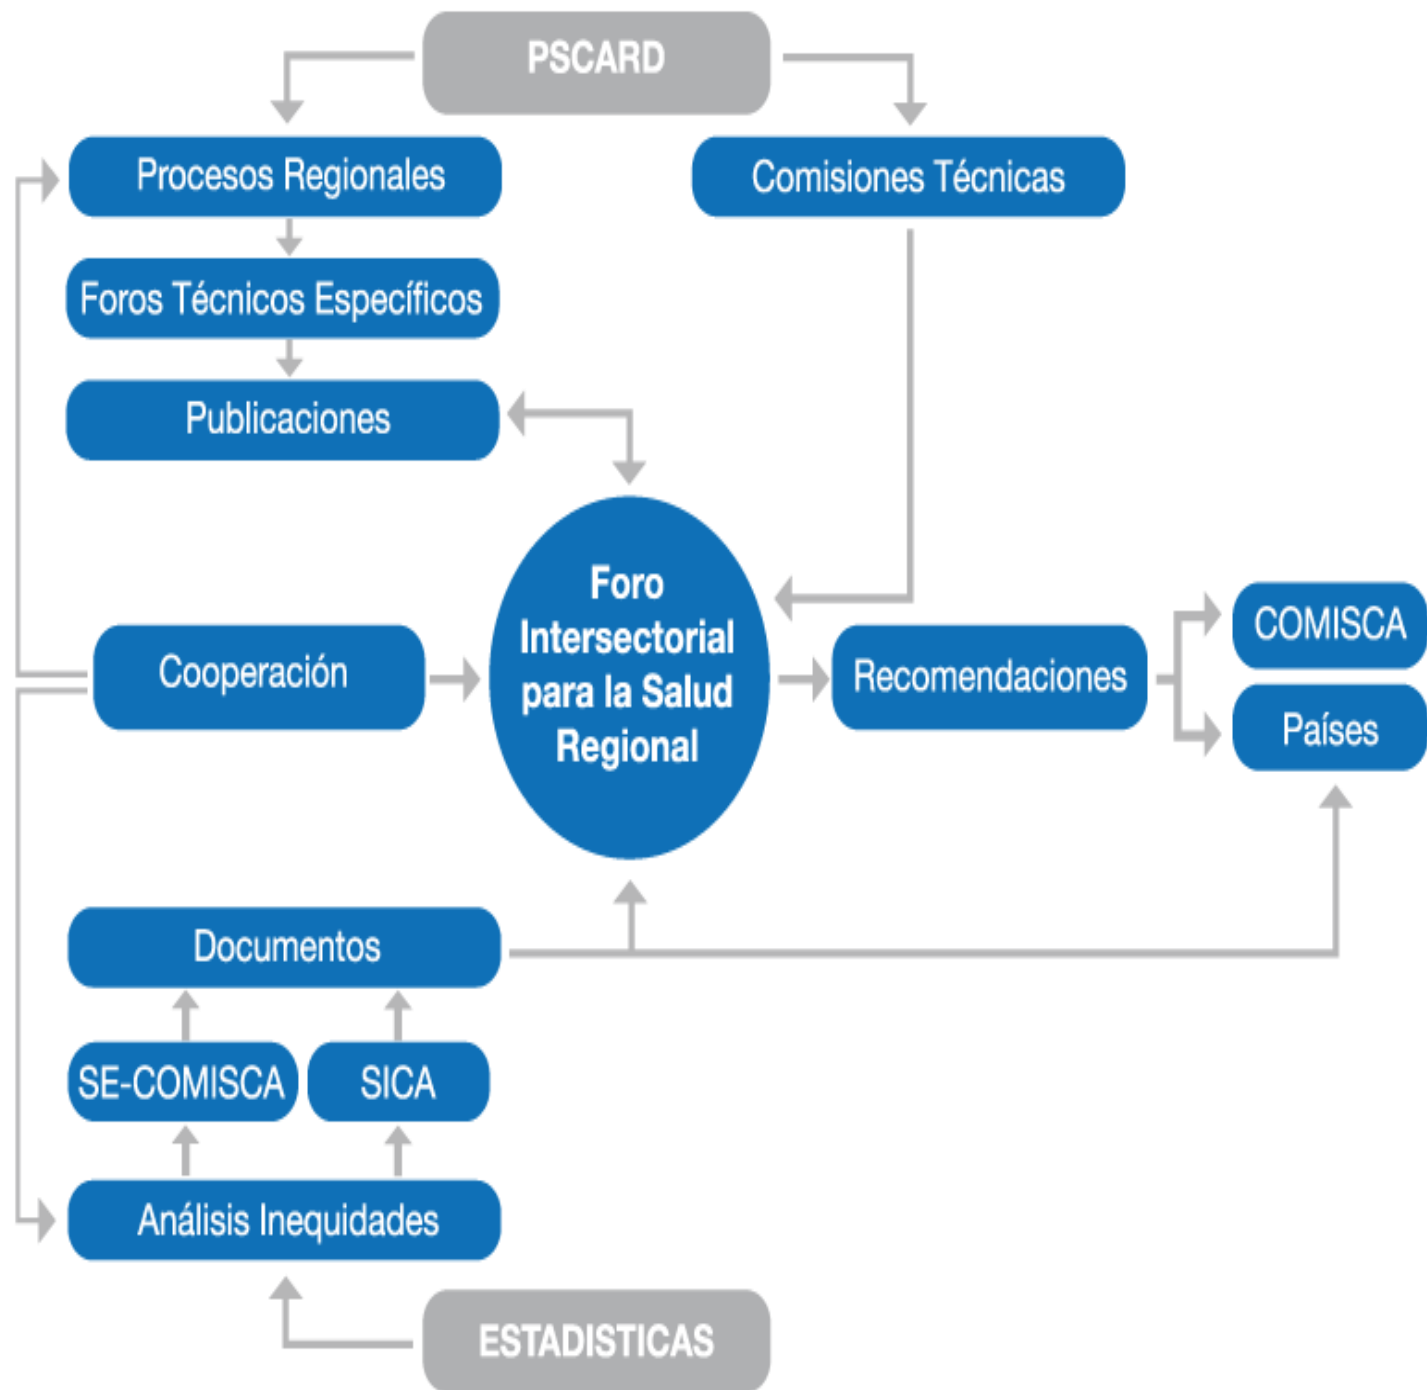 PSCARD
Procesos Regionales
Comisiones Técnicas
Foros Técnicos Específicos
Publicaciones
Foro
Intersectorial
para la Salud
Regional
Cooperación
Recomendaciones
COMISCA
Países
Documentos
SE-COMISCA
SICA
Análisis Inequidades
ESTADISTICAS